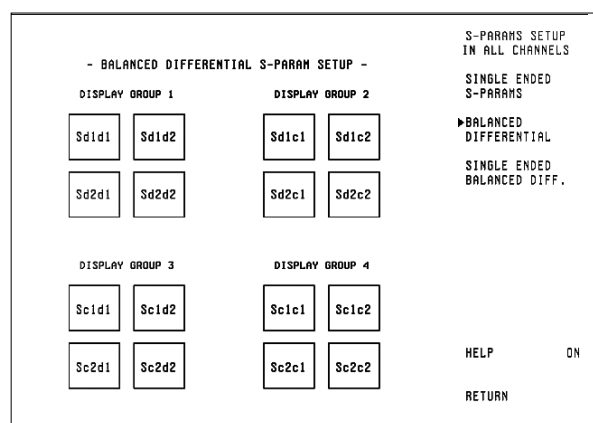 - BALANCED DIFFERENTIAL S-PARAM SETUP -
DISPLAY GROUP 1
Sd1d1 Sd1d2
Sd2d1 Sd2d2
DISPLAY GROUP 2
Sd1c1 Sd1c2
Sd2c1 Sd2c2
DISPLAY GROUP 3
Sc1d1 Sc1d2
Sc2d1 Sc2d2
DISPLAY GROUP 4
Sc1c1 Sc1c2
Sc2c1 Sc2c2
S-PARAMS SETUP
IN ALL CHANNELS
SINGLE ENDED
S-PARAMS
▶BALANCED
DIFFERENTIAL
SINGLE ENDED
BALANCED DIFF.
HELP ON
RETURN